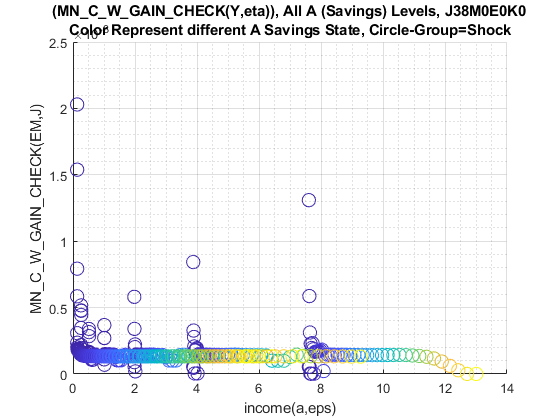 (MN_C_W_GAIN_CHECK(Y,eta)), All A (Savings) Levels, J38M0E0K0
Color Represent different A Savings State, Circle-Group=Shock
2.5
2
1.5
1
0.5
0
MN_C_W_GAIN_CHECK(EM,J)
0 2 4 6 8 10 12 14
income(a,eps)